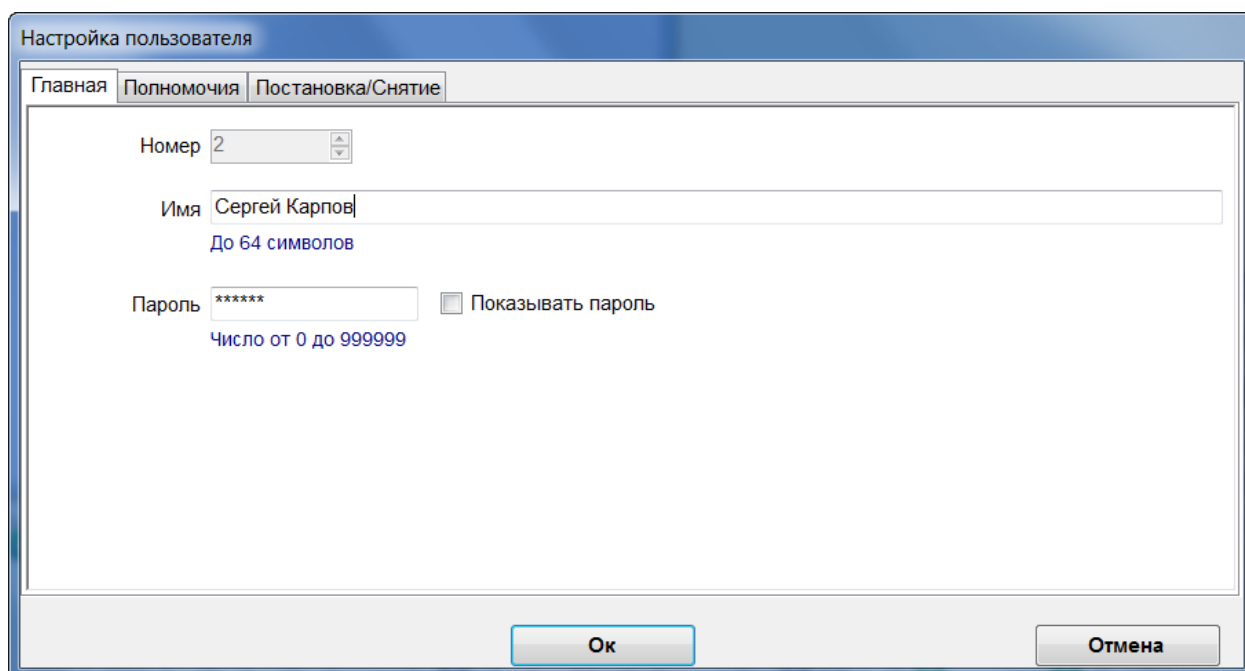 Настройка пользователя
Главная Полномочия Постановка/Снятие
Номер 2
Имя Сергей Карпов
До 64 символов
Пароль ****** Показывать пароль
Число от 0 до 999999
Ок Отмена